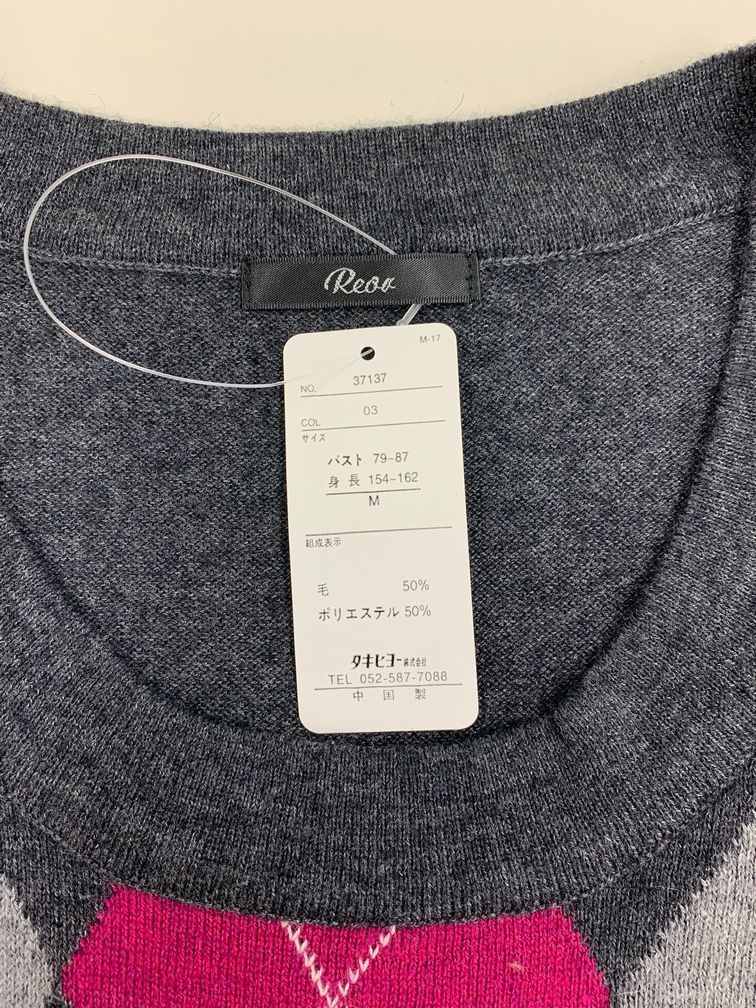 Reor
M-17
NO. 37137
COL 03
サイズ
バスト 79~87
身長 154~162
M
組成表示
毛 50%
ポリエステル 50%
タキヒヨー株式会社
TEL 052-587-7088
中国製